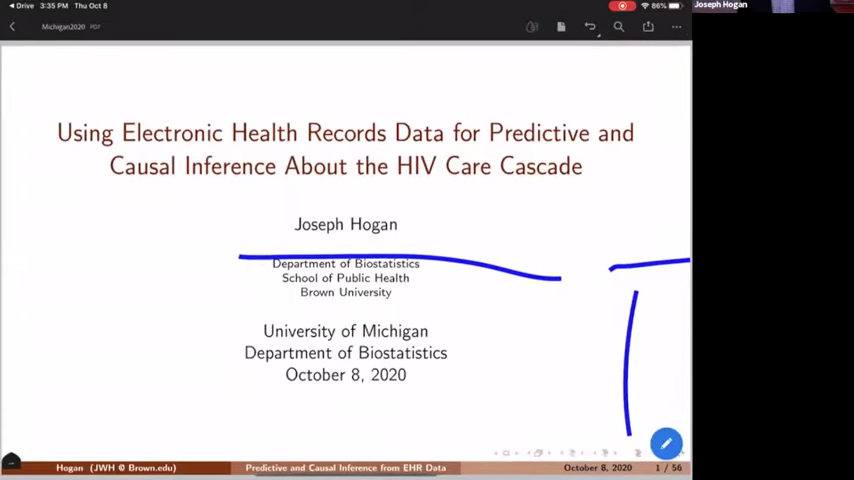 Drive 3:35 PM Thu Oct 8
86%
Joseph Hogan
Michigan2020 PDF
Using Electronic Health Records Data for Predictive and
Causal Inference About the HIV Care Cascade
Joseph Hogan
Department of Biostatistics
School of Public Health
Brown University
University of Michigan
Department of Biostatistics
October 8, 2020
Hogan (JWH @ Brown.edu) Predictive and Causal Inference from EHR Data October 8, 2020 1 / 56